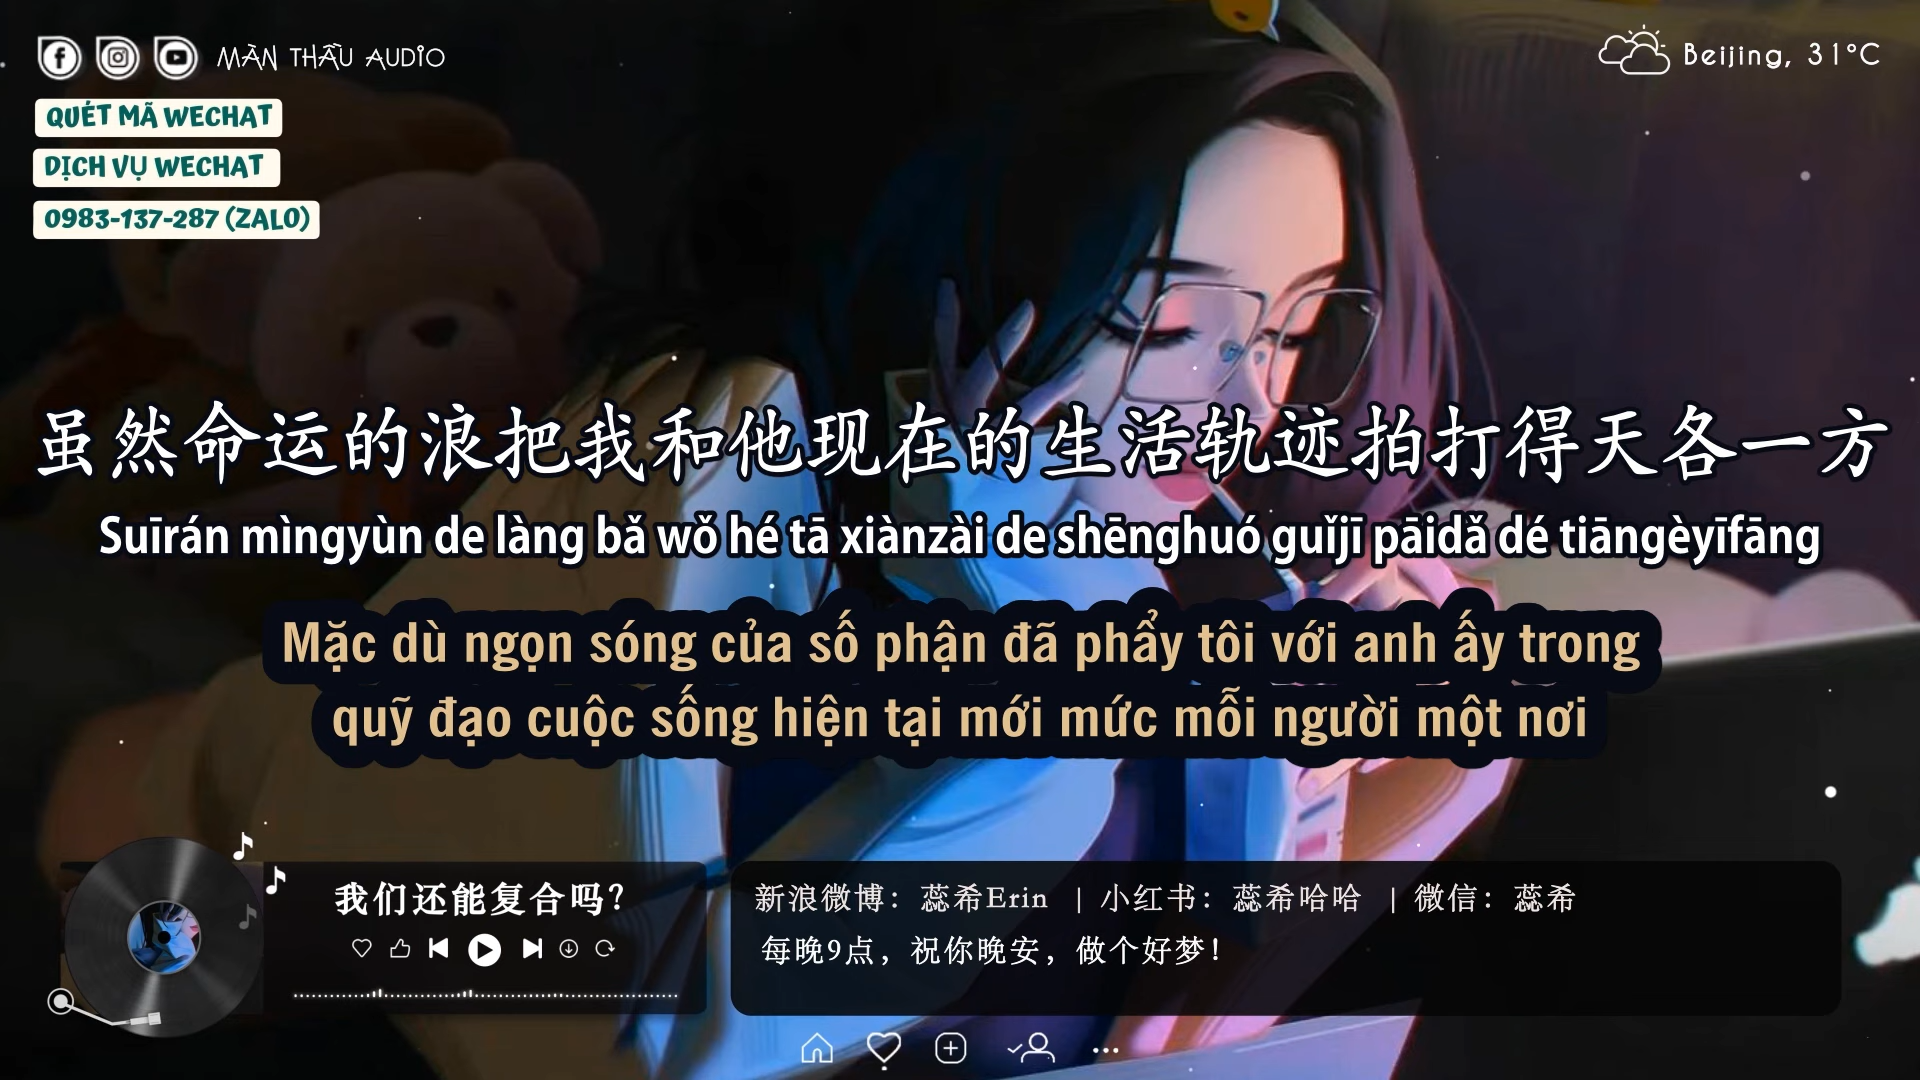 MÀN THẦU AUDIO
Beijing, 31°C
QUÉT MÃ WECHAT
DỊCH VỤ WECHAT
0983-137-287 (ZALO)
虽然命运的浪把我和他现在的生活轨迹拍打得天各一方
Suīrán mìngyùn de làng bǎ wǒ hé tā xiànzài de shēnghuó guǐjī pāidǎ dé tiāngèyīfāng
Mặc dù ngọn sóng của số phận đã phẩy tôi với anh ấy trong
quỹ đạo cuộc sống hiện tại mới mức mỗi người một nơi
我们还能复合吗？
新浪微博：蕊希Erin | 小红书：蕊希哈哈 | 微信：蕊希
每晚9点，祝你晚安，做个好梦！